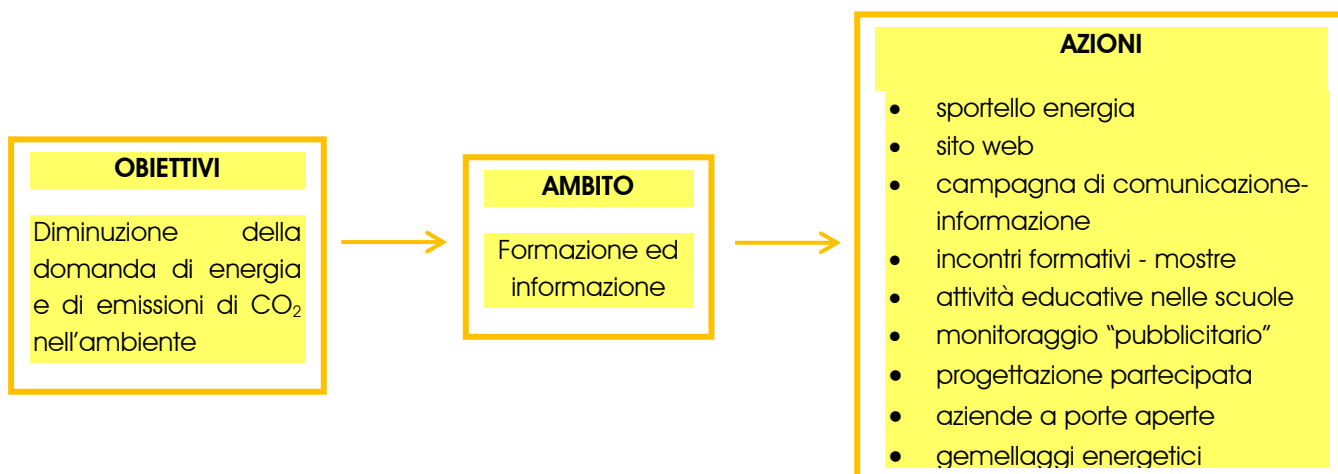 OBIETTIVI
Diminuzione della
domanda di energia
e di emissioni di CO₂
nell’ambiente
AMBITO
Formazione ed
informazione
AZIONI
• sportello energia
• sito web
• campagna di comunicazione-
informazione
• incontri formativi - mostre
• attività educative nelle scuole
• monitoraggio “pubblicitario”
• progettazione partecipata
• aziende a porte aperte
• gemellaggi energetici